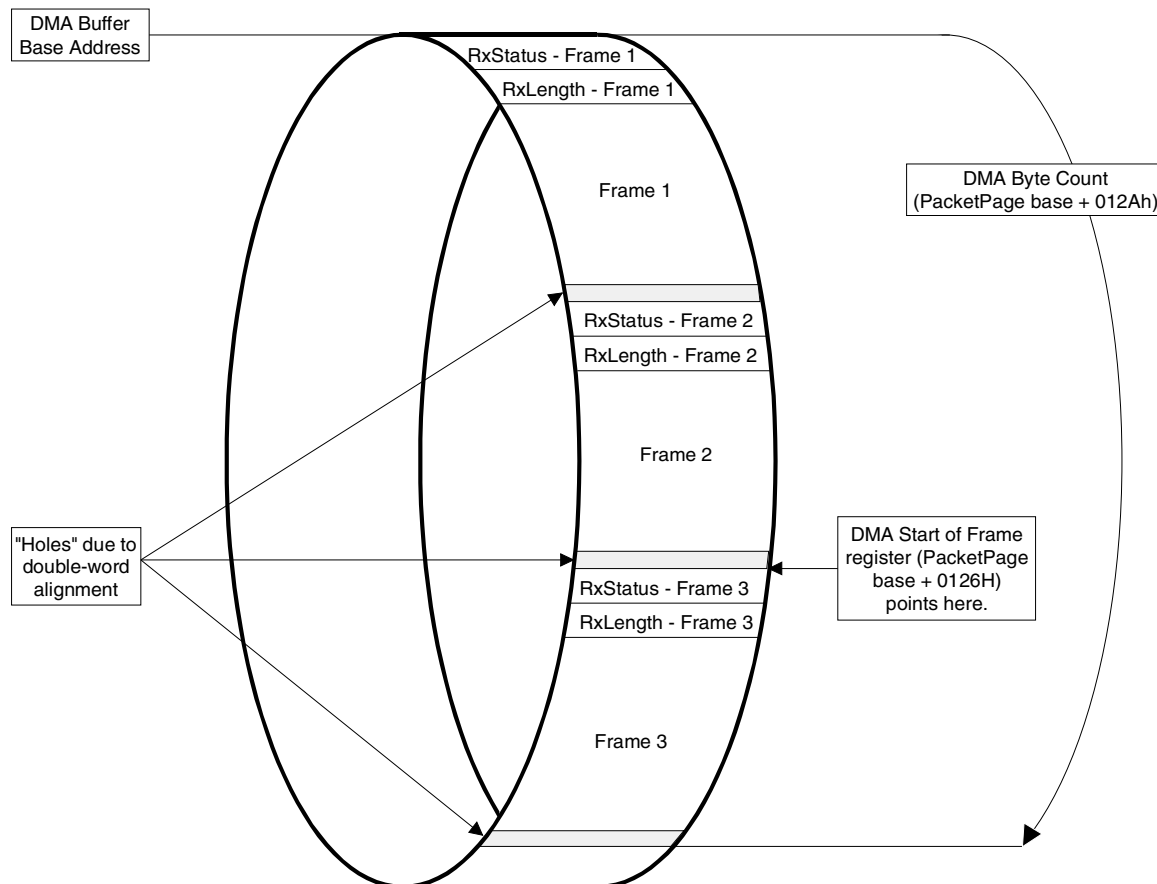 DMA Buffer
Base Address
RxStatus - Frame 1
RxLength - Frame 1
Frame 1
DMA Byte Count
(PacketPage base + 012Ah)
RxStatus - Frame 2
RxLength - Frame 2
Frame 2
"Holes" due to
double-word
alignment
DMA Start of Frame
register (PacketPage
base + 0126H)
points here.
RxStatus - Frame 3
RxLength - Frame 3
Frame 3